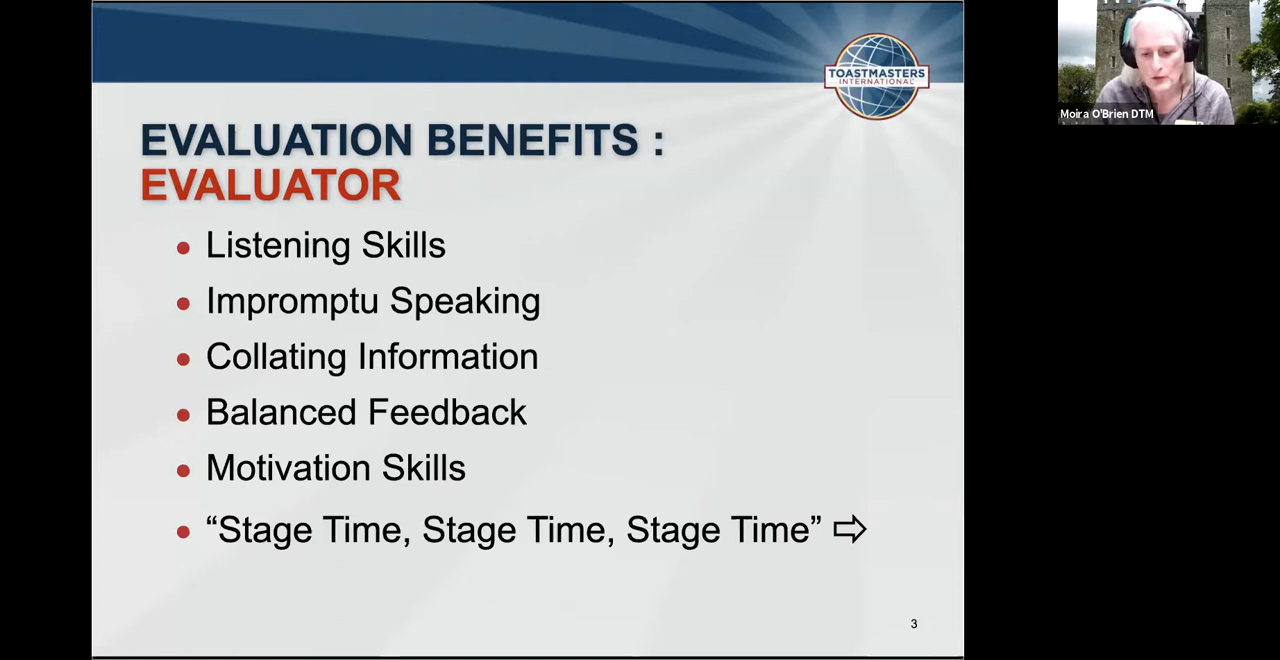 TOASTMASTERS
INTERNATIONAL
EVALUATION BENEFITS :
EVALUATOR
Listening Skills
Impromptu Speaking
Collating Information
Balanced Feedback
Motivation Skills
“Stage Time, Stage Time, Stage Time” ⇨
3
Moira O'Brien DTM